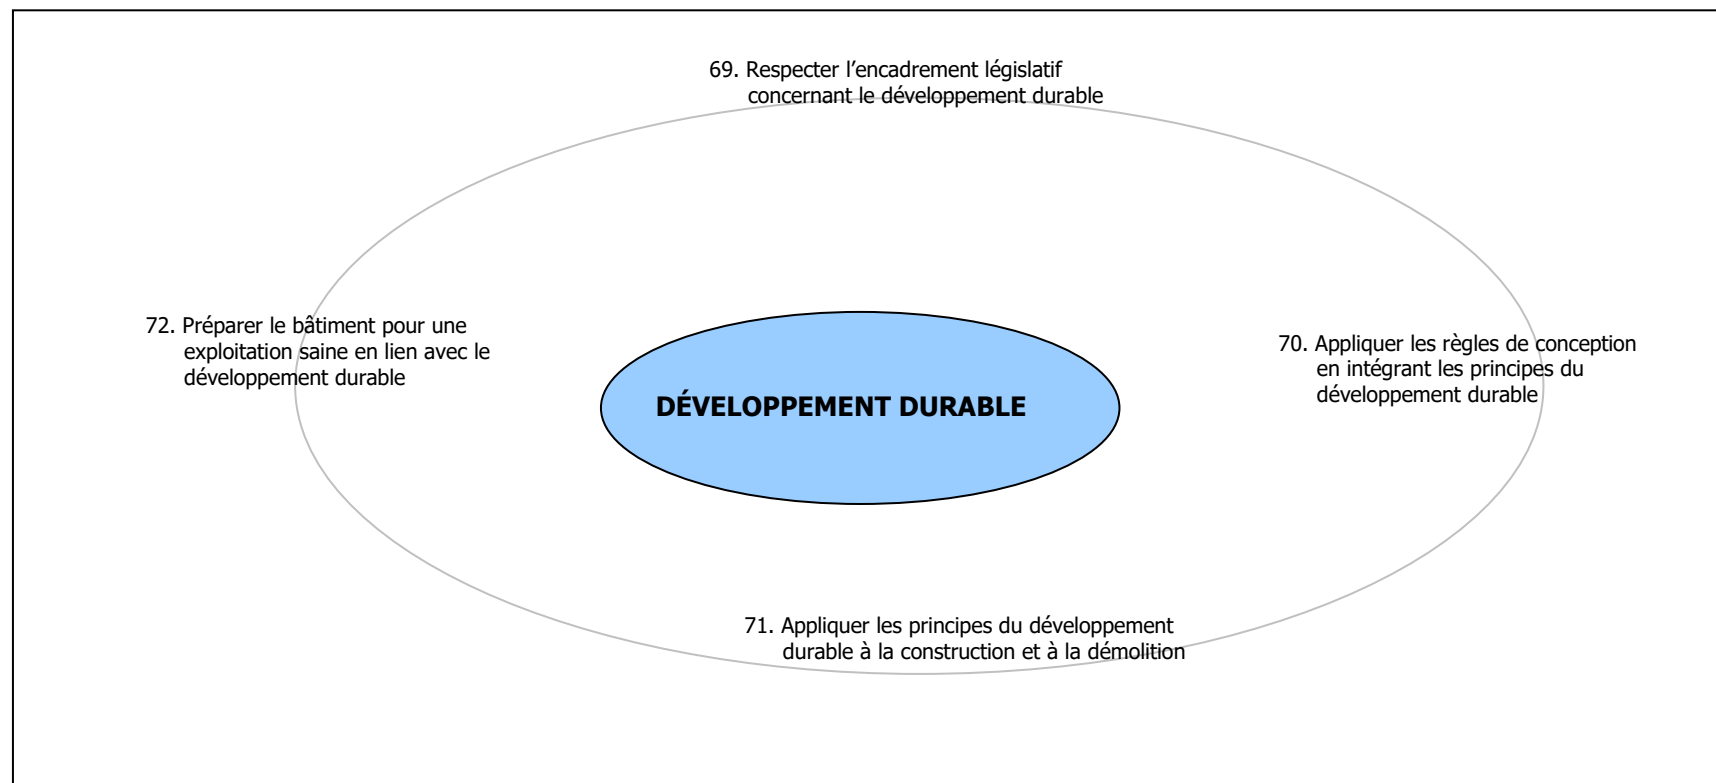 69. Respecter l’encadrement législatif
concernant le développement durable
72. Préparer le bâtiment pour une
exploitation saine en lien avec le
développement durable
DÉVELOPPEMENT DURABLE
70. Appliquer les règles de conception
en intégrant les principes du
développement durable
71. Appliquer les principes du développement
durable à la construction et à la démolition